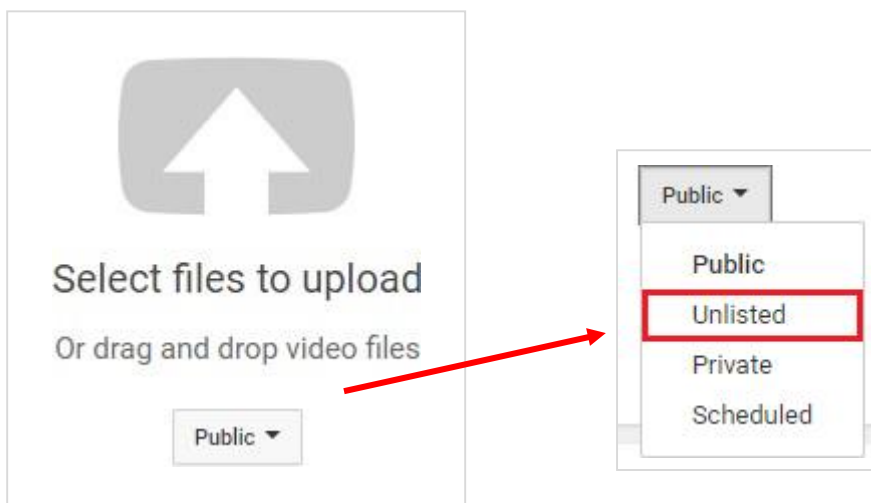 Select files to upload
Or drag and drop video files
Public
Public
Public
Unlisted
Private
Scheduled